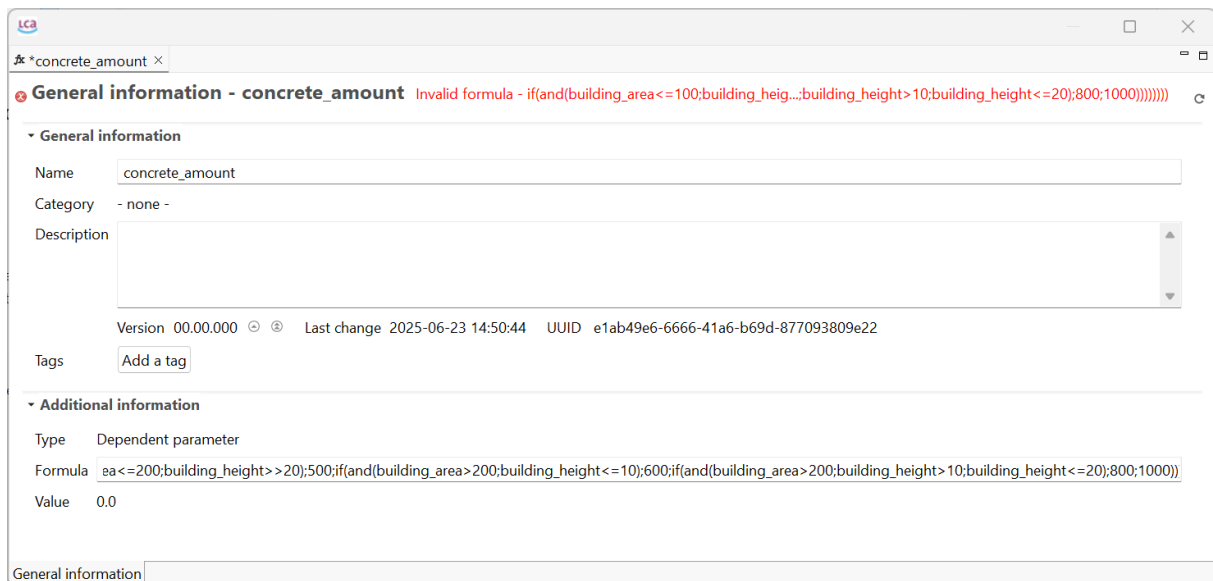 LCA
fx *concrete_amount
General information - concrete_amount Invalid formula - if(and(building_area<=100;building_heig...;building_height>10;building_height<=20);800;1000))))))))
General information
Name concrete_amount
Category - none -
Description
Version 00.00.000 Last change 2025-06-23 14:50:44 UUID e1ab49e6-6666-41a6-b69d-877093809e22
Tags Add a tag
Additional information
Type Dependent parameter
Formula ea<=200;building_height>>20);500;if(and(building_area>200;building_height<=10);600;if(and(building_area>200;building_height>10;building_height<=20);800;1000))
Value 0.0
General information